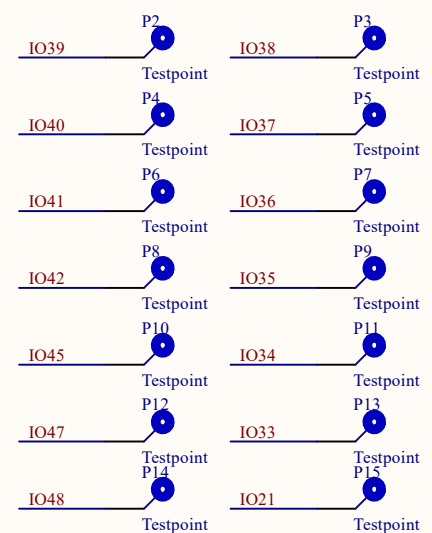 P2 P3
IO39 IO38
Testpoint Testpoint
P4 P5
IO40 IO37
Testpoint Testpoint
P6 P7
IO41 IO36
Testpoint Testpoint
P8 P9
IO42 IO35
Testpoint Testpoint
P10 P11
IO45 IO34
Testpoint Testpoint
P12 P13
IO47 IO33
Testpoint Testpoint
P14 P15
IO48 IO21
Testpoint Testpoint